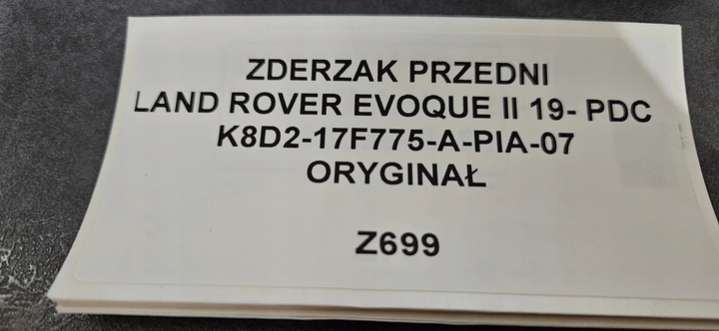 ZDERZAK PRZEDNI
LAND ROVER EVOQUE II 19- PDC
K8D2-17F775-A-PIA-07
ORYGINAŁ
Z699